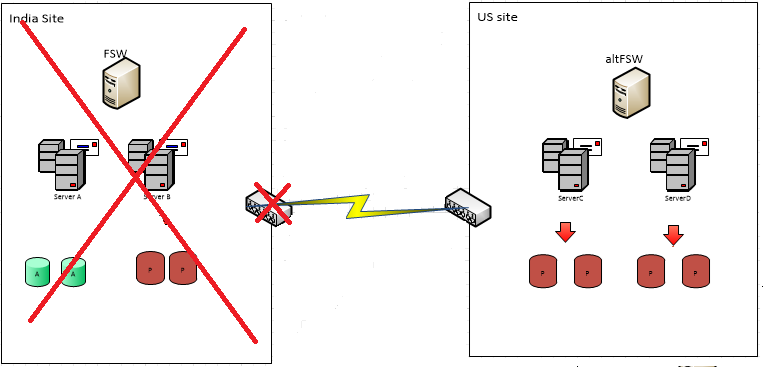 India Site
US site
FSW
altFSW
Server A
Server B
ServerC
ServerD
A
A
P
P
P
P
P
P